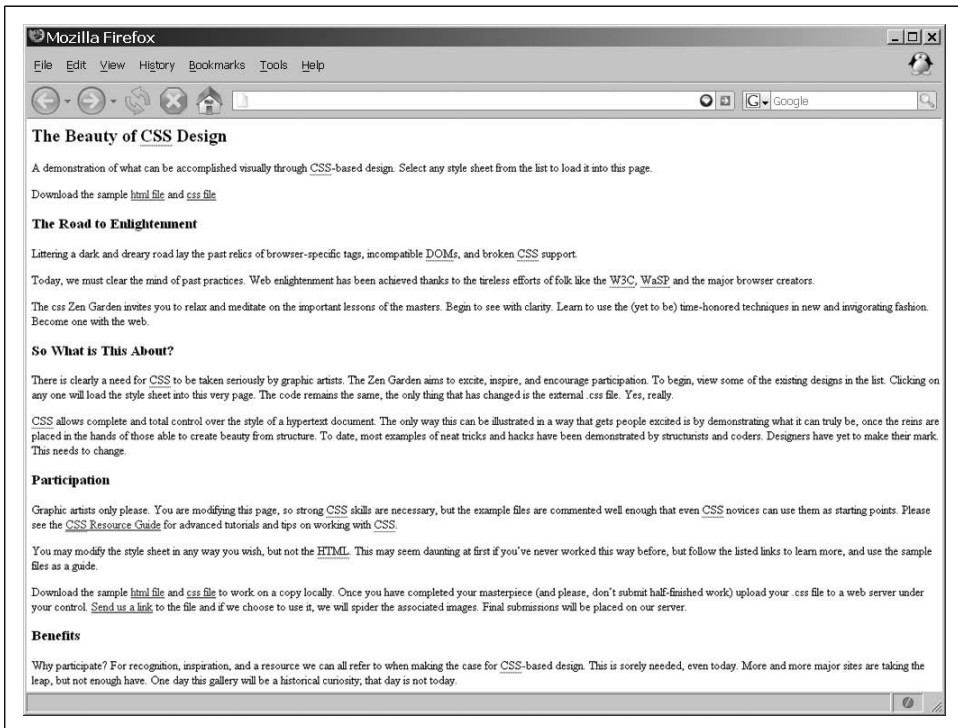 Mozilla Firefox
File Edit View History Bookmarks Tools Help
G Google
The Beauty of CSS Design
A demonstration of what can be accomplished visually through CSS-based design. Select any style sheet from the list to load it into this page.
Download the sample html file and css file
The Road to Enlightenment
Littering a dark and dreary road lay the past relics of browser-specific tags, incompatible DOMs, and broken CSS support.
Today, we must clear the mind of past practices. Web enlightenment has been achieved thanks to the tireless efforts of folk like the W3C, WaSP and the major browser creators.
The css Zen Garden invites you to relax and meditate on the important lessons of the masters. Begin to see with clarity. Learn to use the (yet to be) time-honored techniques in new and invigorating fashion.
Become one with the web.
So What is This About?
There is clearly a need for CSS to be taken seriously by graphic artists. The Zen Garden aims to excite, inspire, and encourage participation. To begin, view some of the existing designs in the list. Clicking on
any one will load the style sheet into this very page. The code remains the same, the only thing that has changed is the external .css file. Yes, really.
CSS allows complete and total control over the style of a hypertext document. The only way this can be illustrated in a way that gets people excited is by demonstrating what it can truly be, once the reins are
placed in the hands of those able to create beauty from structure. To date, most examples of neat tricks and hacks have been demonstrated by structurists and coders. Designers have yet to make their mark.
This needs to change.
Participation
Graphic artists only please. You are modifying this page, so strong CSS skills are necessary, but the example files are commented well enough that even CSS novices can use them as starting points. Please
see the CSS Resource Guide for advanced tutorials and tips on working with CSS.
You may modify the style sheet in any way you wish, but not the HTML. This may seem daunting at first if you've never worked this way before, but follow the listed links to learn more, and use the sample
files as a guide.
Download the sample html file and css file to work on a copy locally. Once you have completed your masterpiece (and please, don't submit half-finished work) upload your .css file to a web server under
your control. Send us a link to the file and if we choose to use it, we will spider the associated images. Final submissions will be placed on our server.
Benefits
Why participate? For recognition, inspiration, and a resource we can all refer to when making the case for CSS-based design. This is sorely needed, even today. More and more major sites are taking the
leap, but not enough have. One day this gallery will be a historical curiosity; that day is not today.